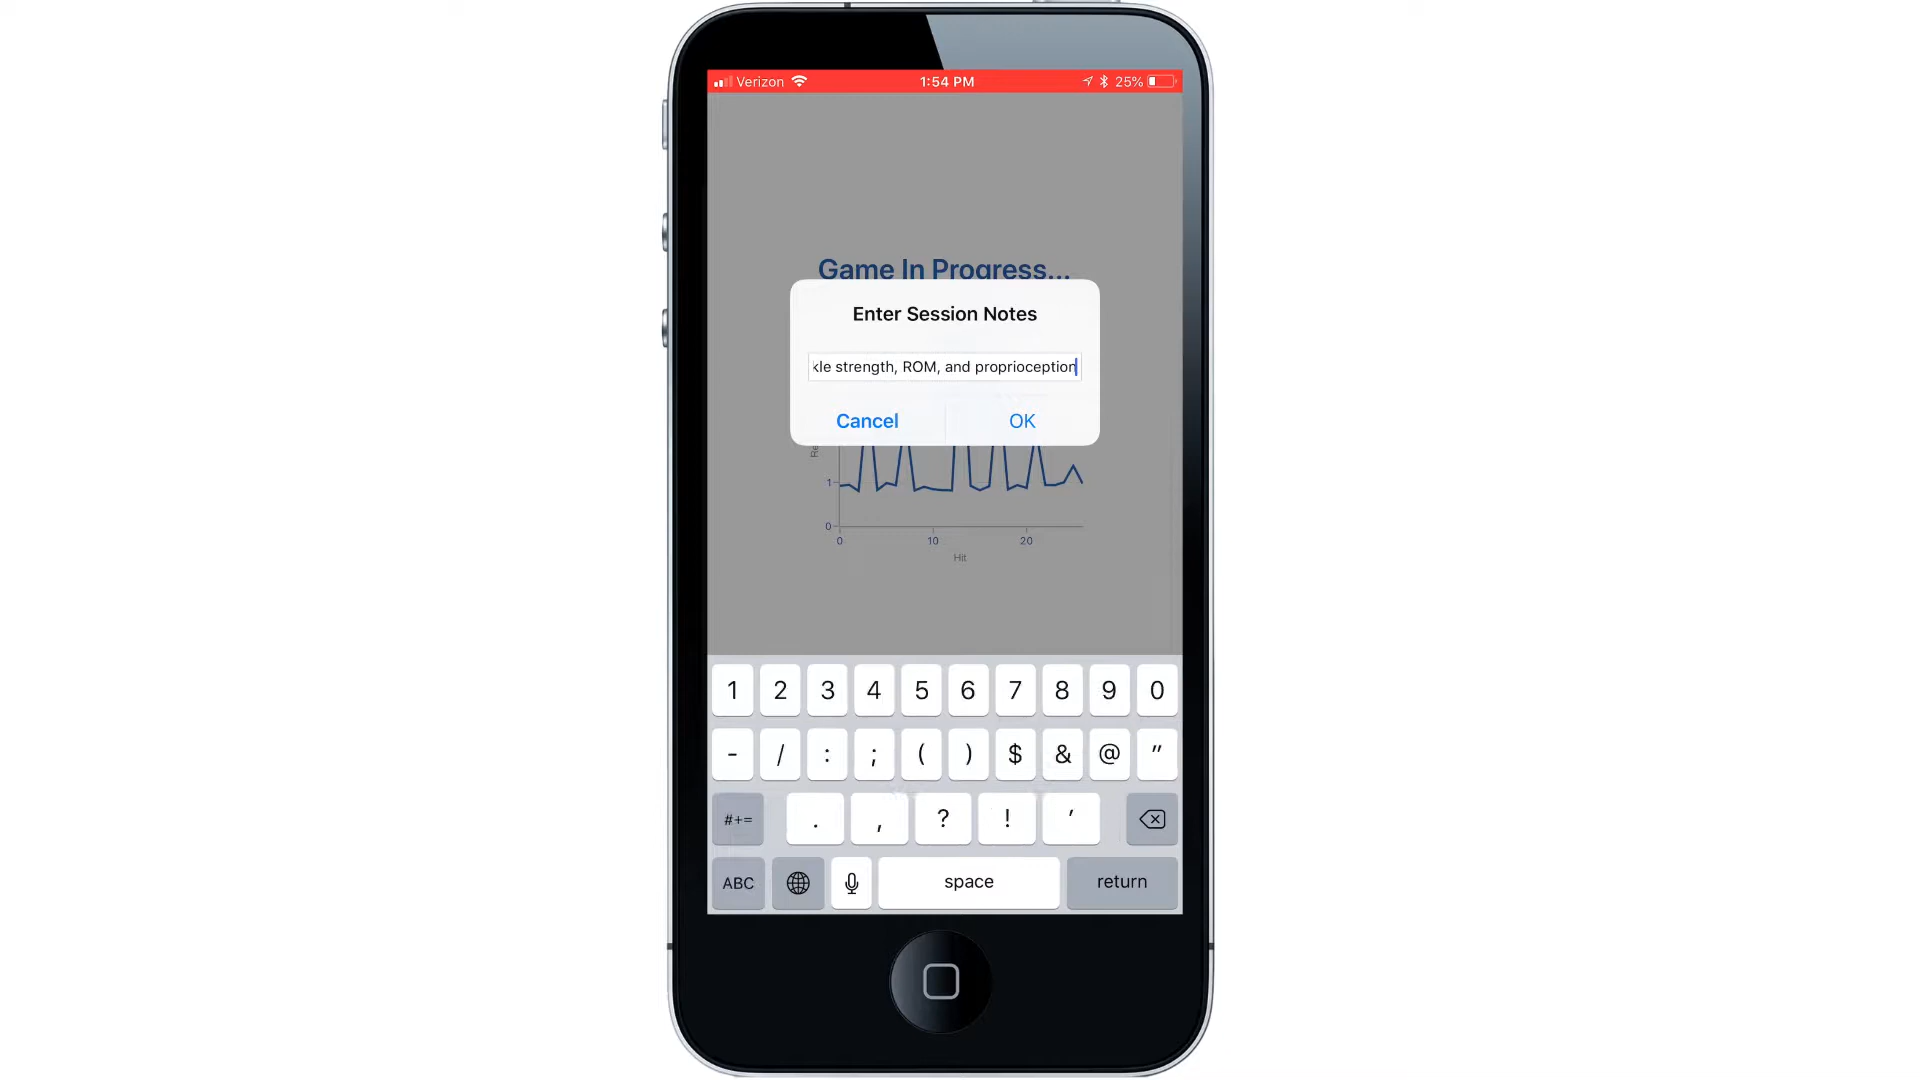 Verizon 1:54 PM 25%
Game In Progress...
Enter Session Notes
kle strength, ROM, and proprioception
Cancel OK
Re
1
0
0 10 20
Hit
1 2 3 4 5 6 7 8 9 0
- / : ; ( ) $ & @ "
#+= . , ? ! '
ABC space return